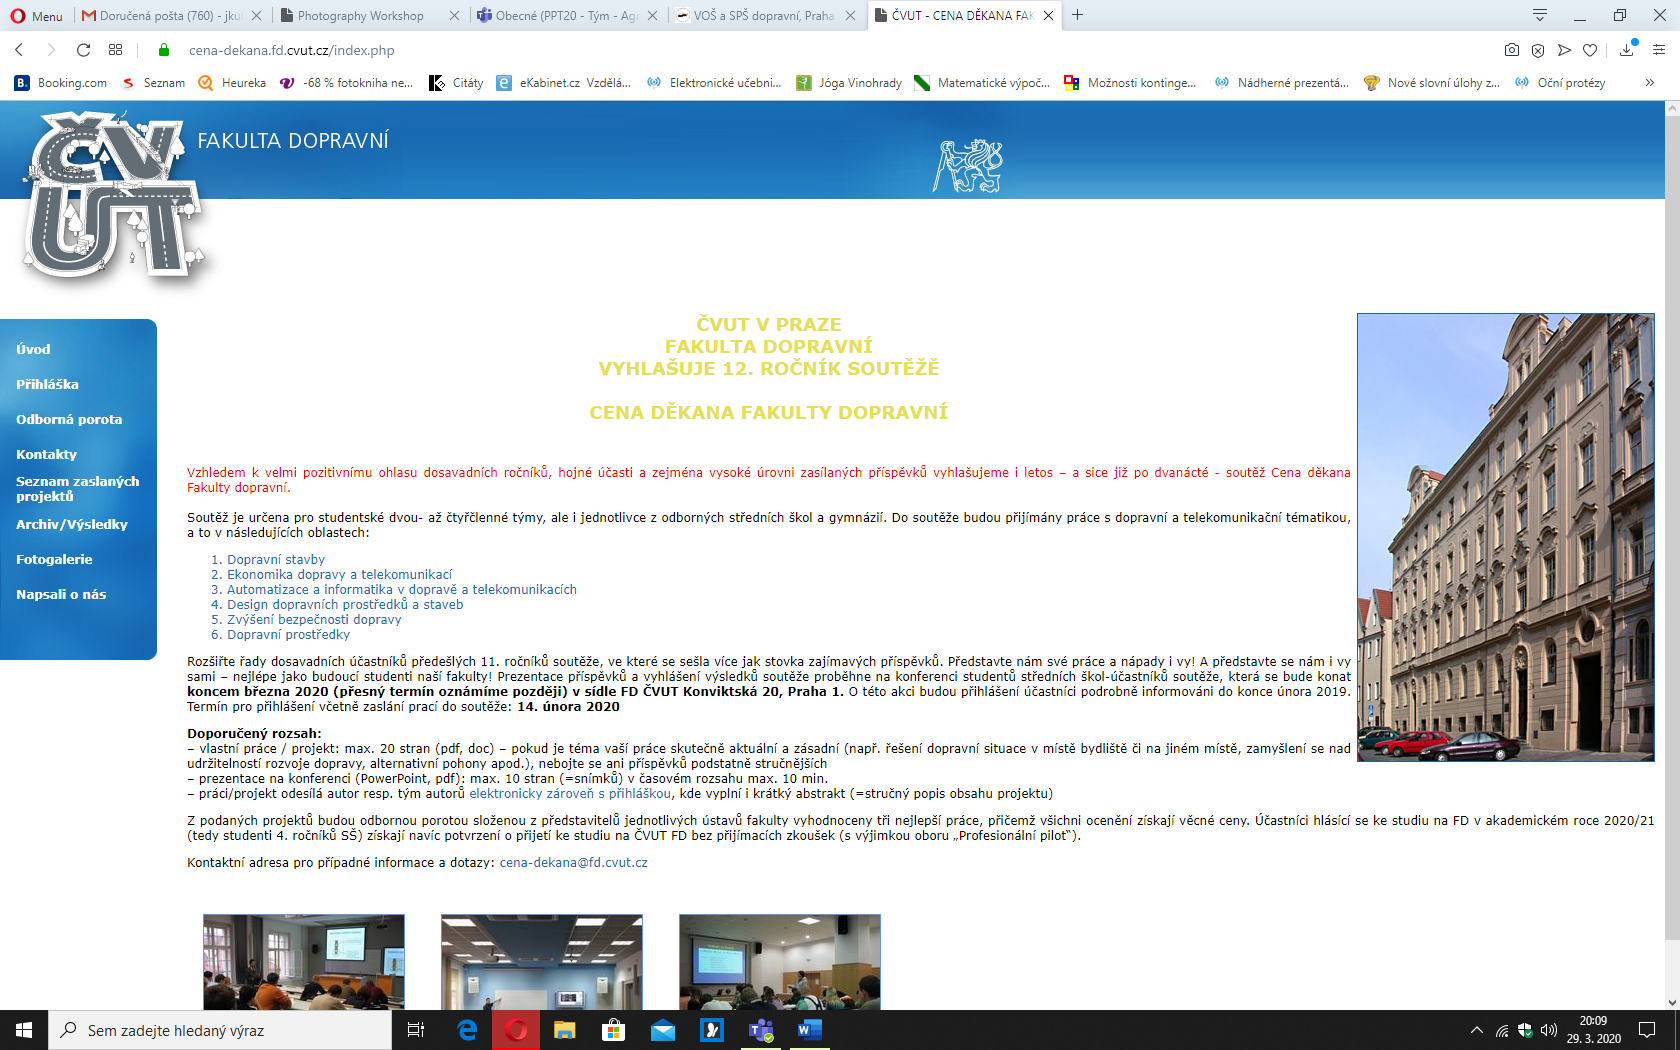 Menu
Doručená pošta (760) - jku
Photography Workshop
Obecné (PPT20 - Tým - Agr
VOŠ a SPŠ dopravní, Praha
ČVUT - CENA DĚKANA FAK
cena-dekana.fd.cvut.cz/index.php
Booking.com
Seznam
Heureka
-68 % fotokniha ne...
Citáty
eKabinet.cz Vzdělá...
Elektronické učebni...
Jóga Vinohrady
Matematické výpoč...
Možnosti kontinge...
Nádherné prezentá...
Nové slovní úlohy z...
Oční protézy
ČVUT
FAKULTA DOPRAVNÍ
Úvod
Přihláška
Odborná porota
Kontakty
Seznam zaslaných
projektů
Archiv/Výsledky
Fotogalerie
Napsali o nás
ČVUT V PRAZE
FAKULTA DOPRAVNÍ
VYHLAŠUJE 12. ROČNÍK SOUTĚŽĚ
CENA DĚKANA FAKULTY DOPRAVNÍ
Vzhledem k velmi pozitivnímu ohlasu dosavadních ročníků, hojné účasti a zejména vysoké úrovni zasílaných příspěvků vyhlašujeme i letos – a sice již po dvanácté - soutěž Cena děkana
Fakulty dopravní.
Soutěž je určena pro studentské dvou- až čtyřčlenné týmy, ale i jednotlivce z odborných středních škol a gymnázií. Do soutěže budou přijímány práce s dopravní a telekomunikační tématikou,
a to v následujících oblastech:
1. Dopravní stavby
2. Ekonomika dopravy a telekomunikací
3. Automatizace a informatika v dopravě a telekomunikacích
4. Design dopravních prostředků a staveb
5. Zvýšení bezpečnosti dopravy
6. Dopravní prostředky
Rozšiřte řady dosavadních účastníků předešlých 11. ročníků soutěže, ve které se sešla více jak stovka zajímavých příspěvků. Představte nám své práce a nápady i vy! A představte se nám i vy
sami – nejlépe jako budoucí studenti naší fakulty! Prezentace příspěvků a vyhlášení výsledků soutěže proběhne na konferenci studentů středních škol-účastníků soutěže, která se bude konat
koncem března 2020 (přesný termín oznámíme později) v sídle FD ČVUT Konviktská 20, Praha 1. O této akci budou přihlášení účastníci podrobně informováni do konce února 2019.
Termín pro přihlášení včetně zaslání prací do soutěže: 14. února 2020
Doporučený rozsah:
– vlastní práce / projekt: max. 20 stran (pdf, doc) – pokud je téma vaší práce skutečně aktuální a zásadní (např. řešení dopravní situace v místě bydliště či na jiném místě, zamyšlení se nad
udržitelností rozvoje dopravy, alternativní pohony apod.), nebojte se ani příspěvků podstatně stručnějších
– prezentace na konferenci (PowerPoint, pdf): max. 10 stran (=snímků) v časovém rozsahu max. 10 min.
– práci/projekt odesílá autor resp. tým autorů elektronicky zároveň s přihláškou, kde vyplní i krátký abstrakt (=stručný popis obsahu projektu)
Z podaných projektů budou odbornou porotou složenou z představitelů jednotlivých ústavů fakulty vyhodnoceny tři nejlepší práce, přičemž všichni ocenění získají věcné ceny. Účastníci hlásící se ke studiu na FD v akademickém roce 2020/21
(tedy studenti 4. ročníků SŠ) získají navíc potvrzení o přijetí ke studiu na ČVUT FD bez přijímacích zkoušek (s výjimkou oboru „Profesionální pilot“).
Kontaktní adresa pro případné informace a dotazy: cena-dekana@fd.cvut.cz
Sem zadejte hledaný výraz
20:09
29. 3. 2020